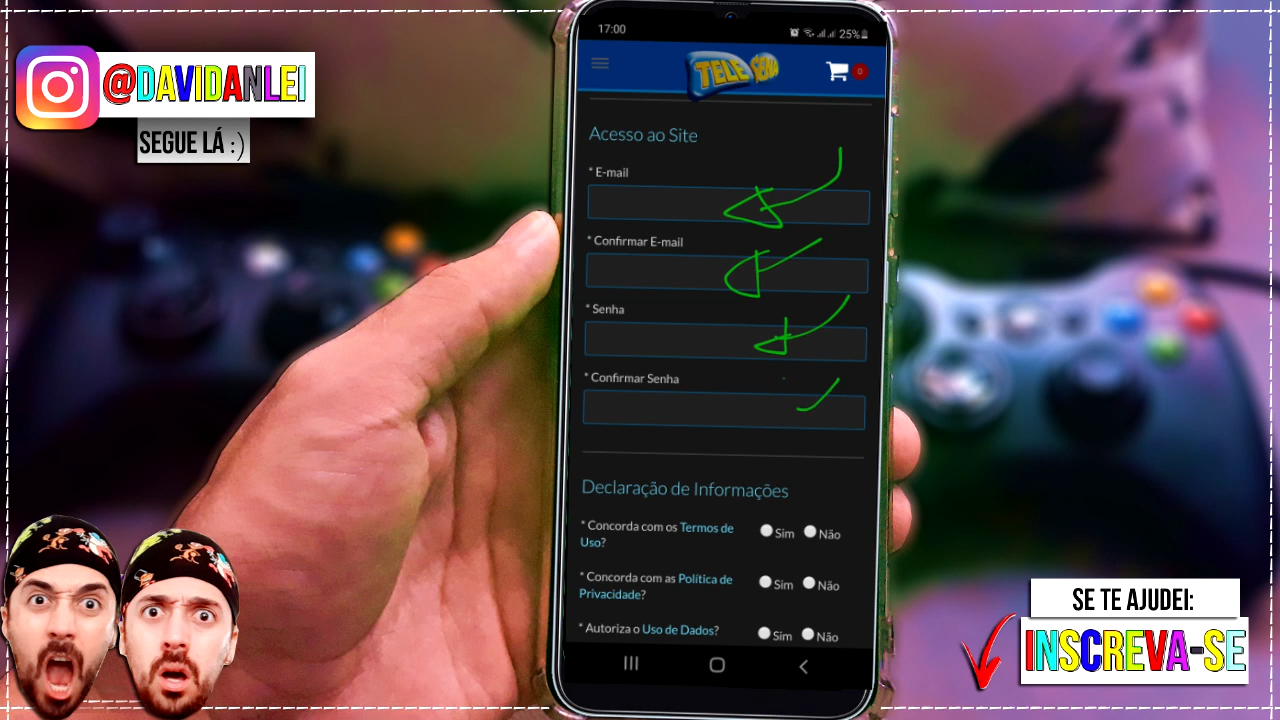 @DAVIDANLEI
SEGUE LÁ :)
17:00
25%
TELE SENA
0
Acesso ao Site
* E-mail
* Confirmar E-mail
* Senha
* Confirmar Senha
Declaração de Informações
* Concorda com os Termos de
Uso?
Sim
Não
* Concorda com as Política de
Privacidade?
Sim
Não
* Autoriza o Uso de Dados?
Sim
Não
SE TE AJUDEI:
INSCREVA-SE